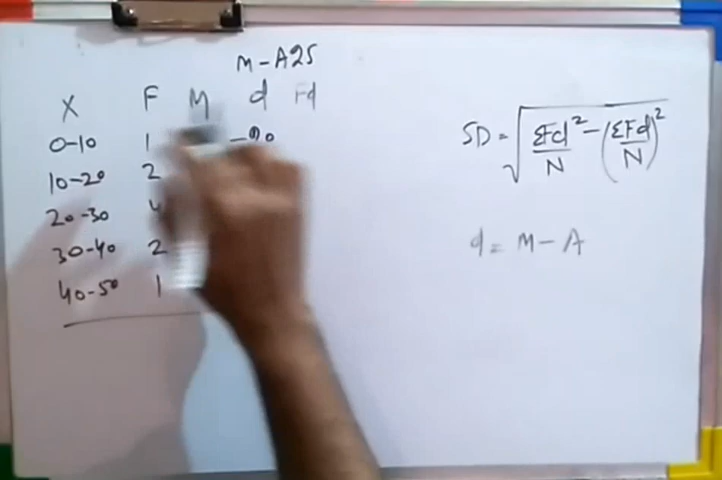 M-A25
X F M d Fd
0-10 1 -20
10-20 2
20-30 4
30-40 2
40-50 1
SD = √ΣFd²/N - (ΣFd/N)²
d = M - A